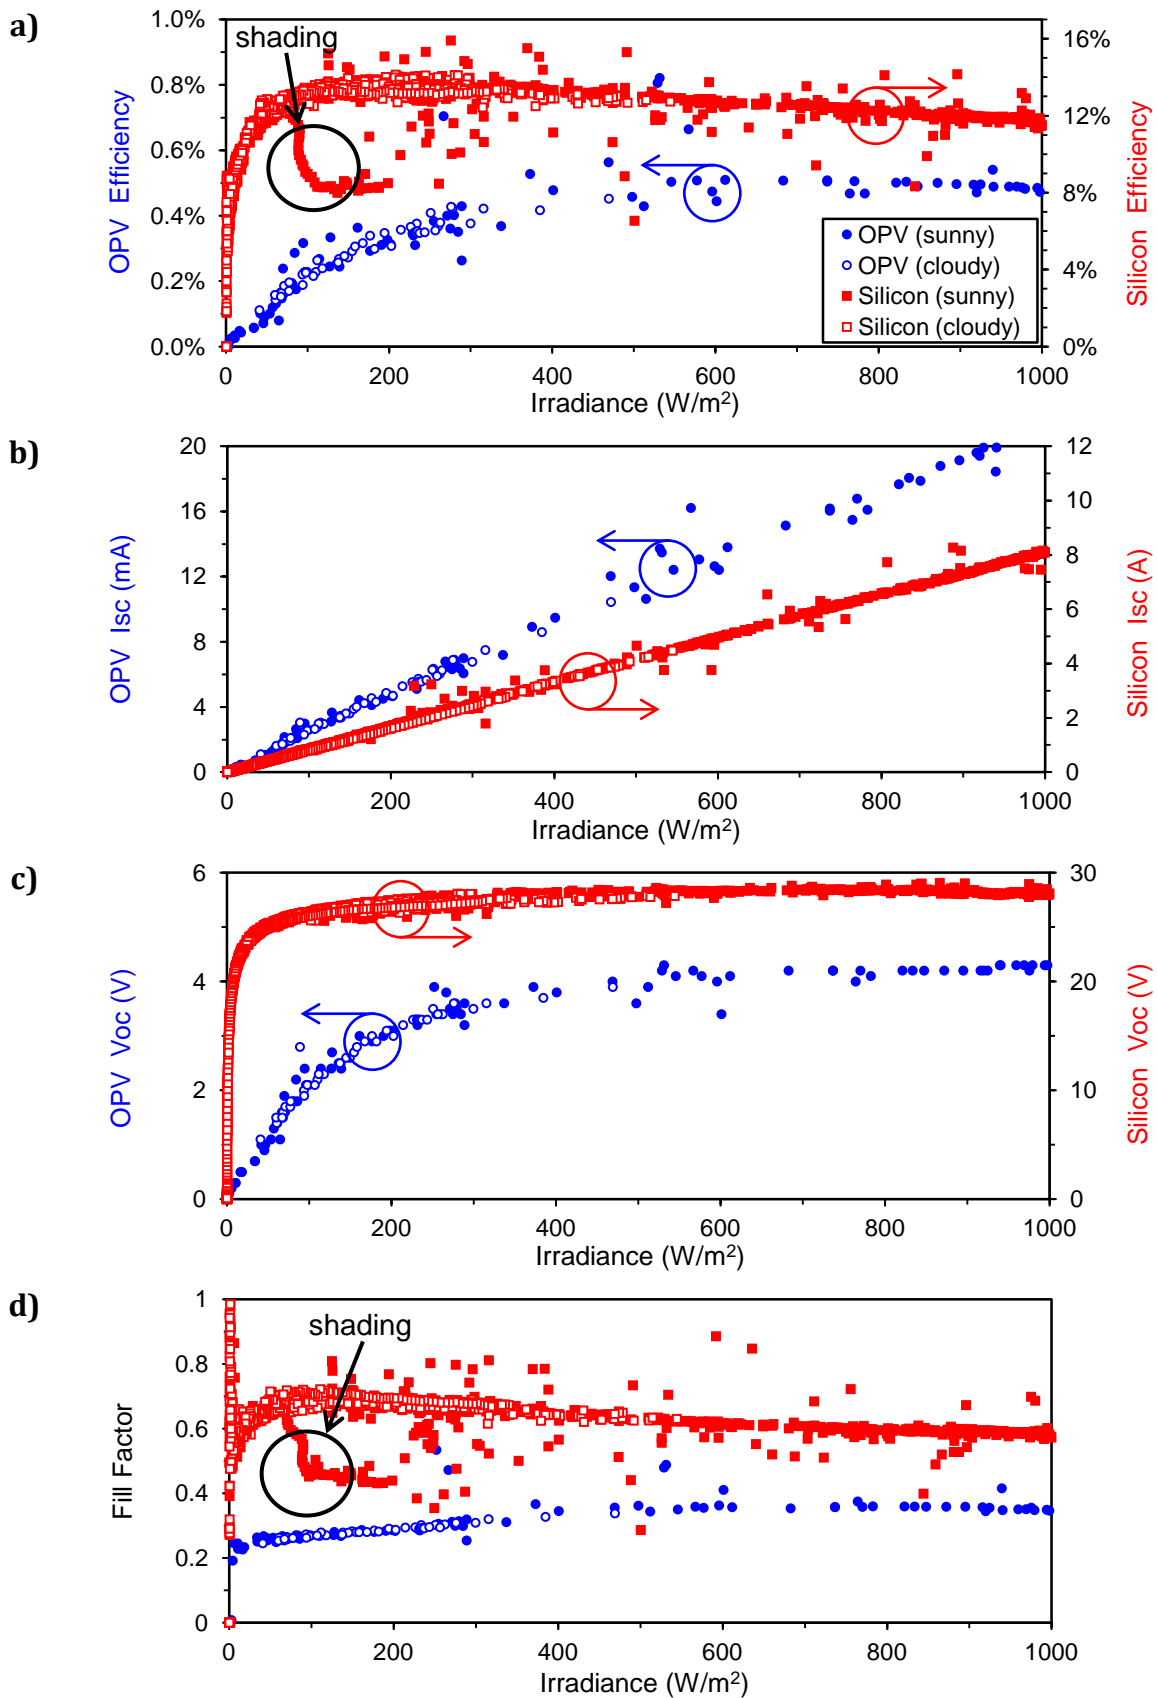 a)
1.0%
0.8%
0.6%
0.4%
0.2%
0.0%
OPV Efficiency
shading
16%
12%
8%
4%
0%
Silicon Efficiency
OPV (sunny)
OPV (cloudy)
Silicon (sunny)
Silicon (cloudy)
0 200 400 600 800 1000
Irradiance (W/m²)
b)
20
16
12
8
4
0
OPV Isc (mA)
12
10
8
6
4
2
0
Silicon Isc (A)
0 200 400 600 800 1000
Irradiance (W/m²)
c)
6
4
2
0
OPV Voc (V)
30
20
10
0
Silicon Voc (V)
0 200 400 600 800 1000
Irradiance (W/m²)
d)
1
0.8
0.6
0.4
0.2
0
Fill Factor
shading
0 200 400 600 800 1000
Irradiance (W/m²)